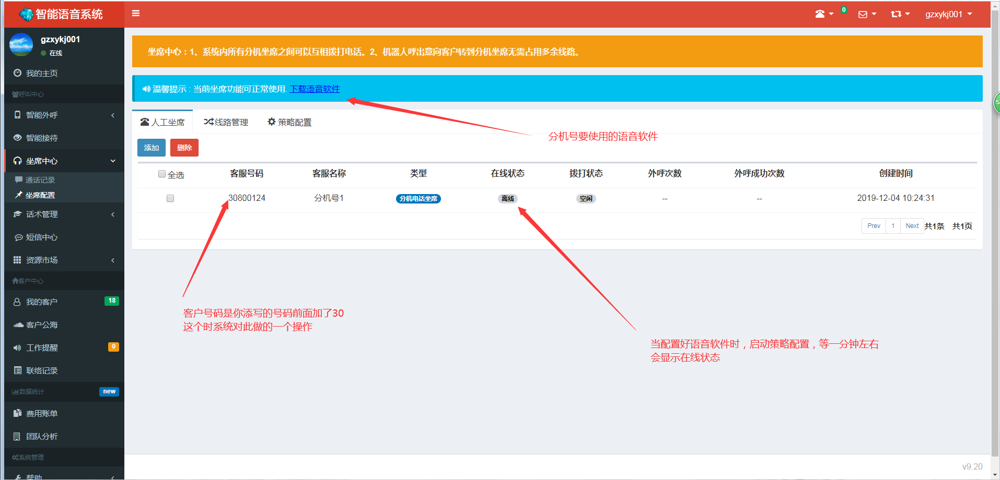 智能语音系统
0
gzxykj001
gzxykj001
在线
我的主页
呼叫中心
智能外呼
智能接待
坐席中心
通话记录
坐席配置
话术管理
短信中心
资源市场
客户中心
我的客户
18
客户公海
工作提醒
0
联络记录
数据统计
new
费用账单
团队分析
系统管理
帮助
坐席中心：1、系统内所有分机坐席之间可以互相拨打电话。2、机器人呼出意向客户转到分机坐席无需占用多余线路。
温馨提示 : 当前坐席功能可正常使用. 下载语音软件
人工坐席 线路管理 策略配置
分机号要使用的语音软件
添加 删除
全选 客服号码 客服名称 类型 在线状态 拨打状态 外呼次数 外呼成功次数 创建时间
30800124 分机号1 分机电话坐席 离线 空闲 -- -- 2019-12-04 10:24:31
Prev 1 Next 共1条 共1页
客户号码是你添写的号码前面加了30
这个时系统对此做的一个操作
当配置好语音软件时，启动策略配置，等一分钟左右
会显示在线状态
v9.20
5